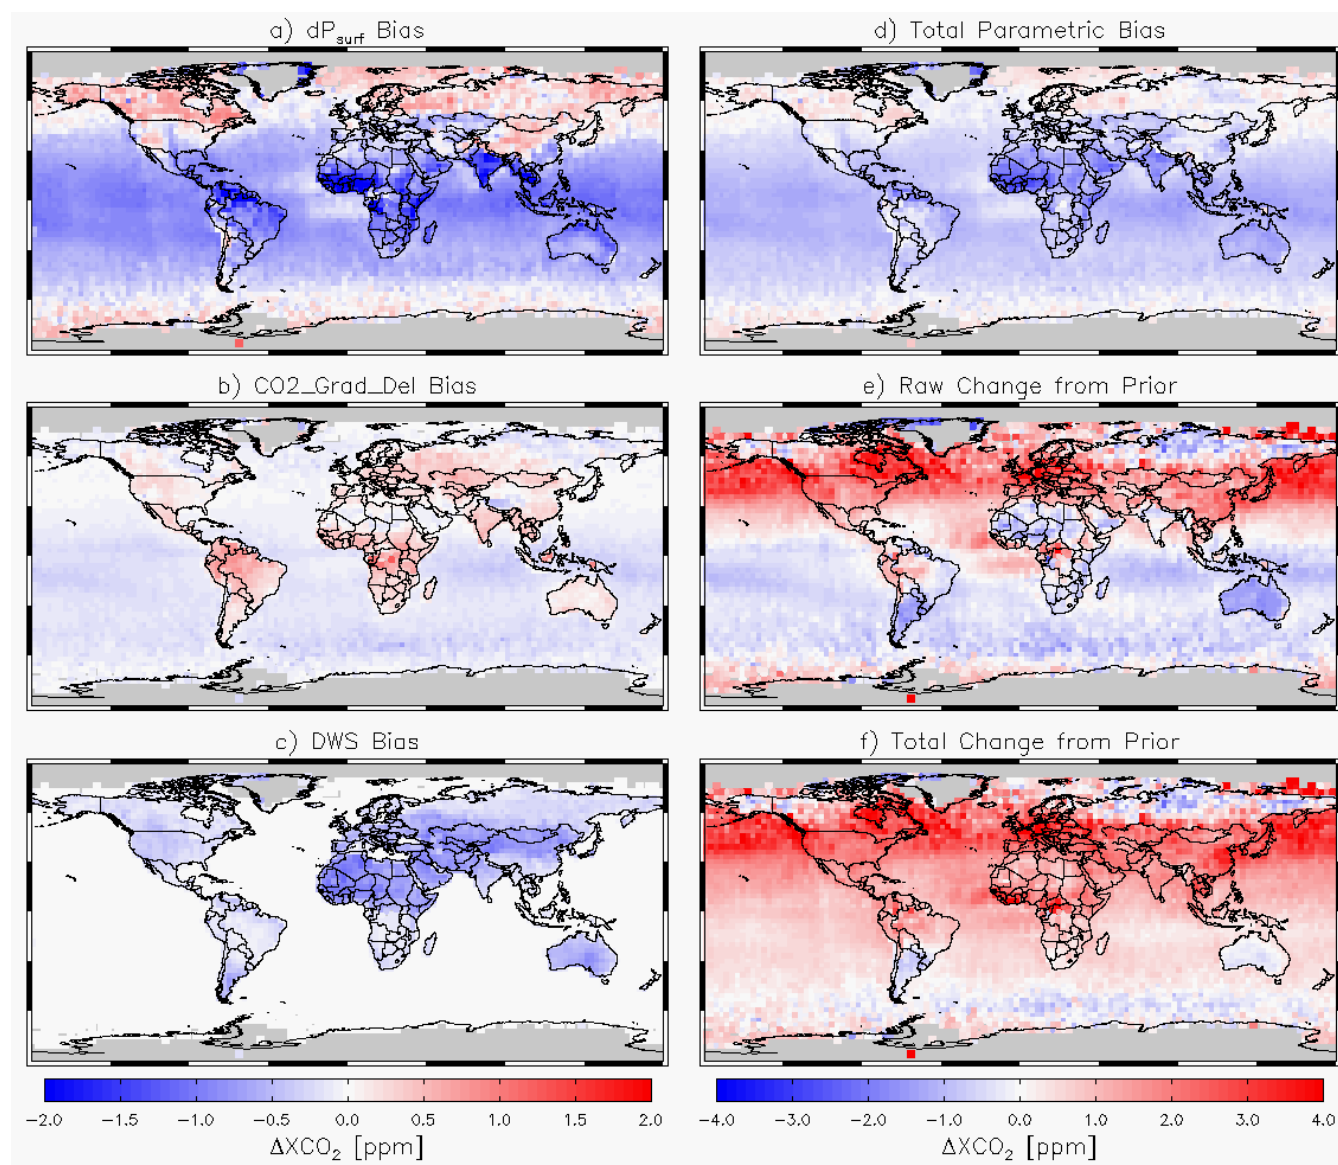 a) dP_surf Bias
d) Total Parametric Bias
b) CO2_Grad_Del Bias
e) Raw Change from Prior
c) DWS Bias
f) Total Change from Prior
-2.0 -1.5 -1.0 -0.5 0.0 0.5 1.0 1.5 2.0
ΔXCO₂ [ppm]
-4.0 -3.0 -2.0 -1.0 0.0 1.0 2.0 3.0 4.0
ΔXCO₂ [ppm]